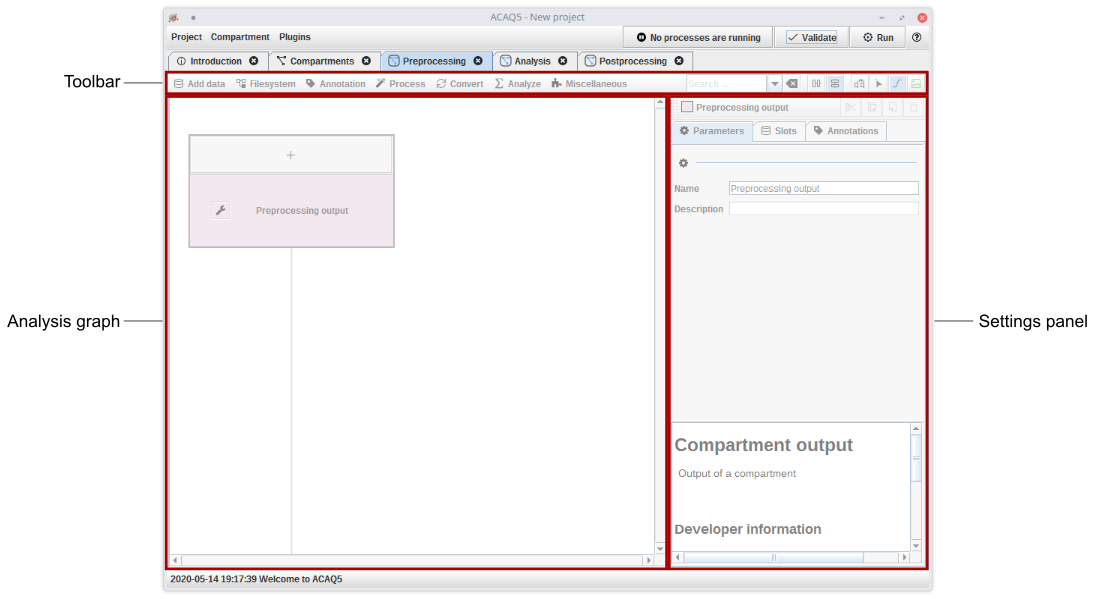 ACAQ5 - New project
Project Compartment Plugins No processes are running Validate Run
Introduction Compartments Preprocessing Analysis Postprocessing
Toolbar
Add data Filesystem Annotation Process Convert Analyze Miscellaneous Search ...
Preprocessing output
Parameters Slots Annotations
Preprocessing output
Name Preprocessing output
Description
Analysis graph
Settings panel
Compartment output
Output of a compartment
Developer information
2020-05-14 19:17:39 Welcome to ACAQ5